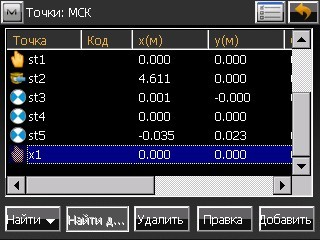 M Точки: МСК
Точка Код x(м) y(м)
st1 0.000 0.000
st2 4.611 0.000
st3 0.001 -0.000
st4 0.000 0.000
st5 -0.035 0.023
x1 0.000 0.000
Найти Найти д... Удалить Правка Добавить